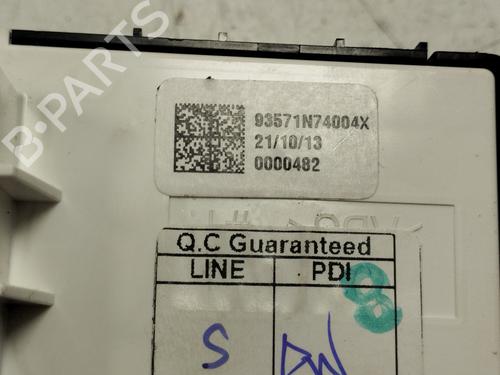 B-PARTS
93571N74004X
21/10/13
0000482
Q.C Guaranteed
LINE PDI
S